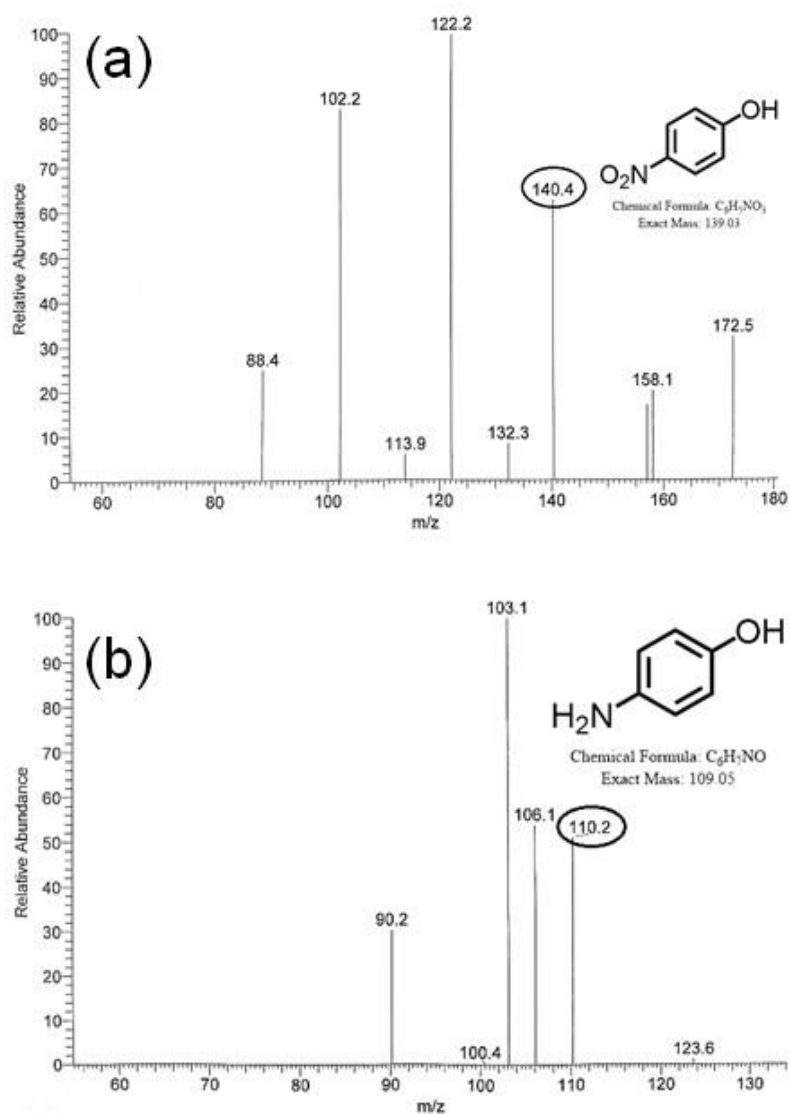 (a)
100
90
80
70
60
50
40
30
20
10
0
Relative Abundance
122.2
102.2
140.4
88.4
113.9
132.3
158.1
172.5
OH
O₂N
Chemical Formula: C₆H₅NO₃
Exact Mass: 139.03
60 80 100 120 140 160 180
m/z
(b)
100
90
80
70
60
50
40
30
20
10
0
Relative Abundance
103.1
106.1
110.2
90.2
100.4
123.6
OH
H₂N
Chemical Formula: C₆H₇NO
Exact Mass: 109.05
60 70 80 90 100 110 120 130
m/z